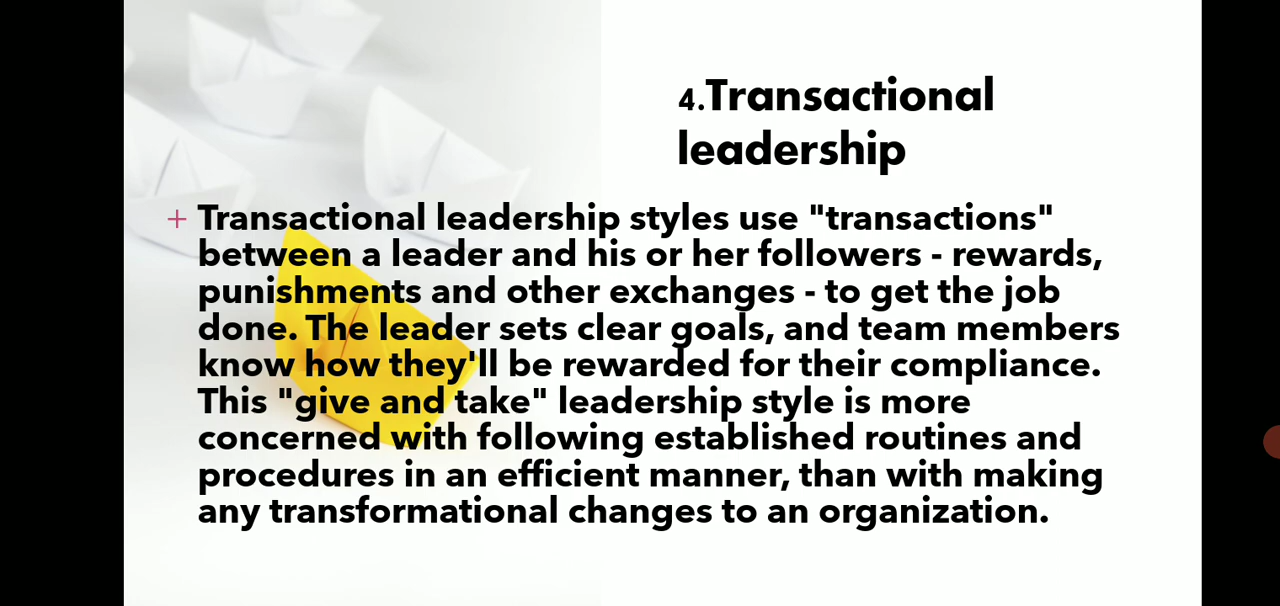 4.Transactional
leadership
+ Transactional leadership styles use "transactions"
between a leader and his or her followers - rewards,
punishments and other exchanges - to get the job
done. The leader sets clear goals, and team members
know how they'll be rewarded for their compliance.
This "give and take" leadership style is more
concerned with following established routines and
procedures in an efficient manner, than with making
any transformational changes to an organization.